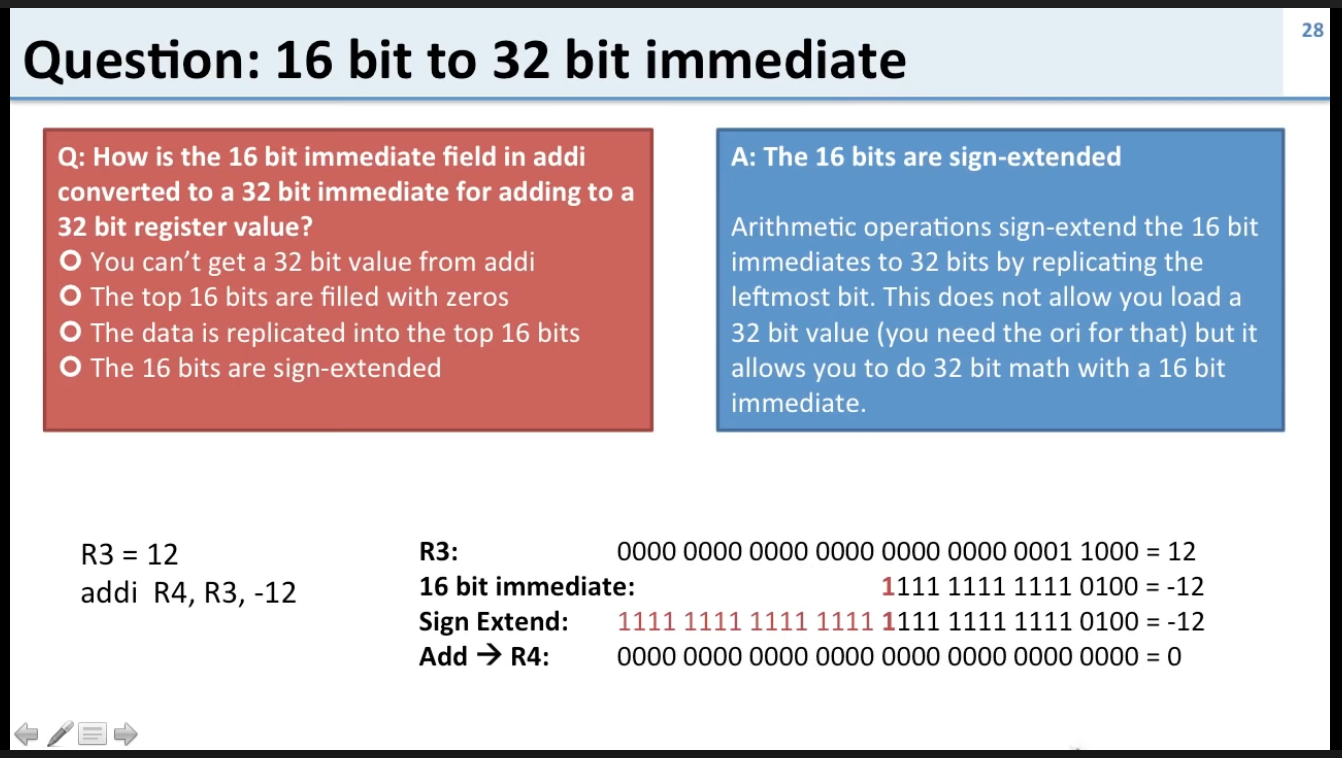 28
Question: 16 bit to 32 bit immediate
Q: How is the 16 bit immediate field in addi
converted to a 32 bit immediate for adding to a
32 bit register value?
You can’t get a 32 bit value from addi
The top 16 bits are filled with zeros
The data is replicated into the top 16 bits
The 16 bits are sign-extended
A: The 16 bits are sign-extended
Arithmetic operations sign-extend the 16 bit
immediates to 32 bits by replicating the
leftmost bit. This does not allow you load a
32 bit value (you need the ori for that) but it
allows you to do 32 bit math with a 16 bit
immediate.
R3 = 12
addi R4, R3, -12
R3: 0000 0000 0000 0000 0000 0000 0001 1000 = 12
16 bit immediate: 1111 1111 1111 0100 = -12
Sign Extend: 1111 1111 1111 1111 1111 1111 1111 0100 = -12
Add → R4: 0000 0000 0000 0000 0000 0000 0000 0000 = 0